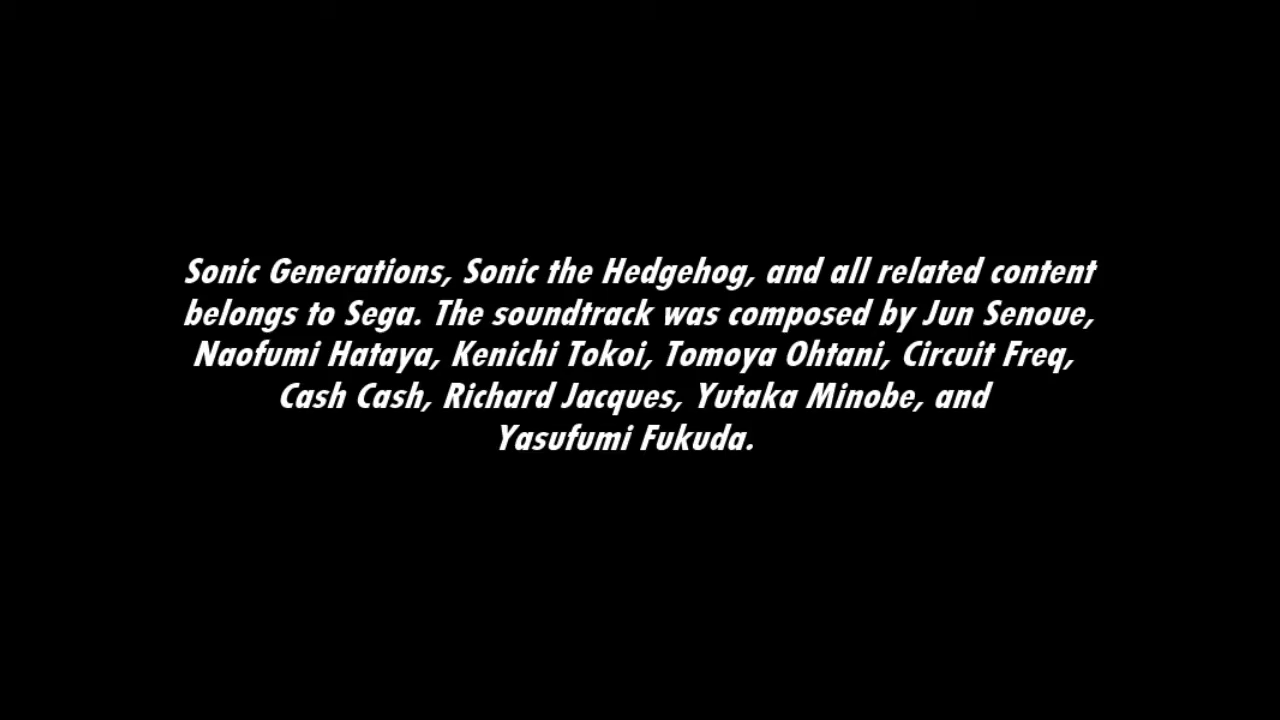 Sonic Generations, Sonic the Hedgehog, and all related content
belongs to Sega. The soundtrack was composed by Jun Senoue,
Naofumi Hataya, Kenichi Tokoi, Tomoya Ohtani, Circuit Freq,
Cash Cash, Richard Jacques, Yutaka Minobe, and
Yasufumi Fukuda.